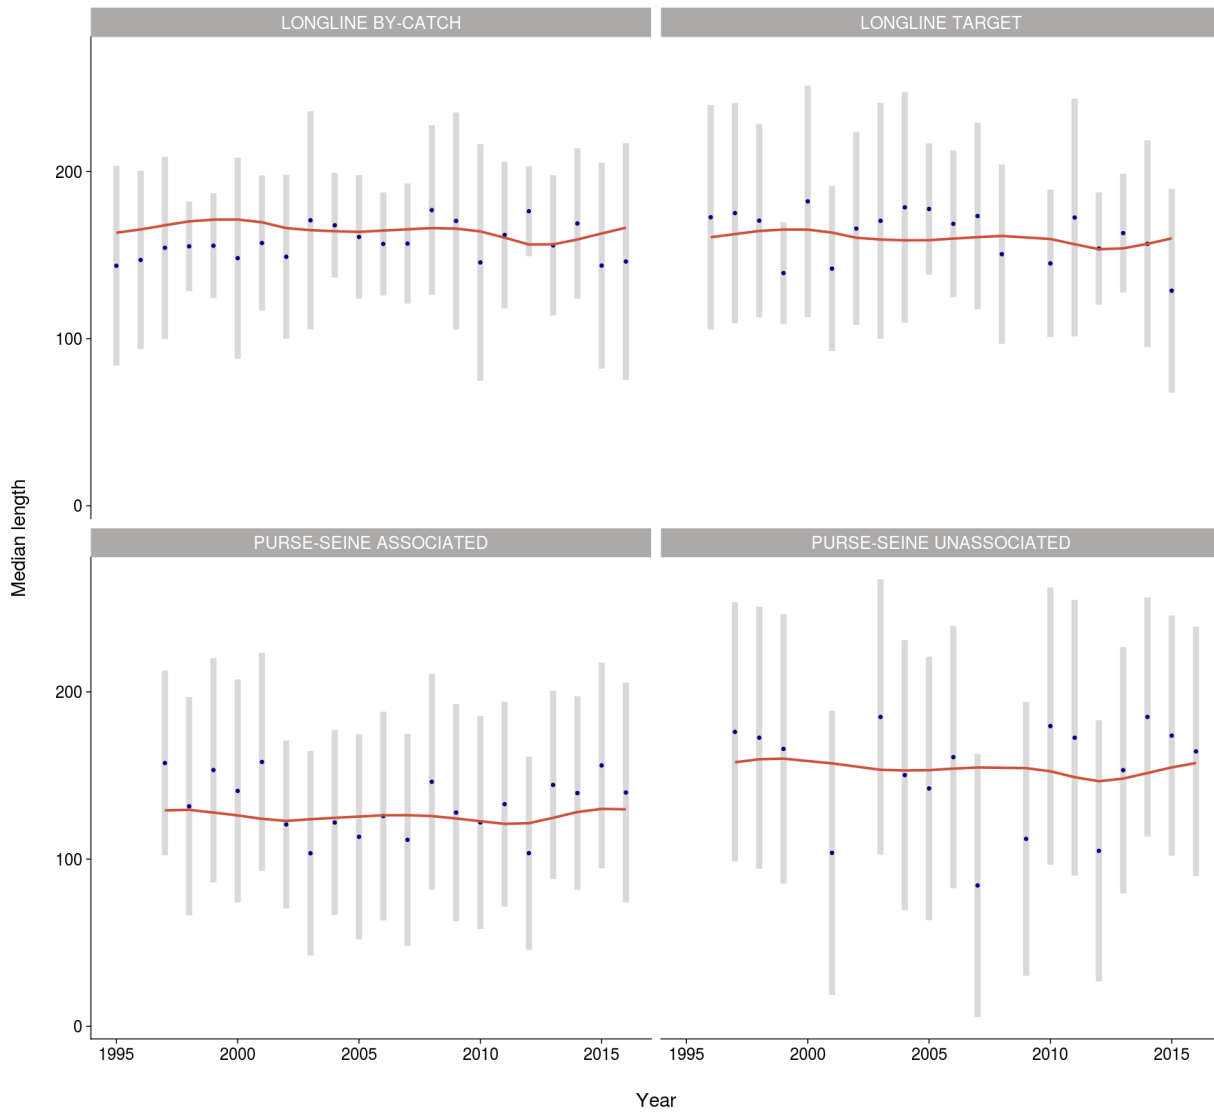 LONGLINE BY-CATCH
LONGLINE TARGET
200
100
0
PURSE-SEINE ASSOCIATED
PURSE-SEINE UNASSOCIATED
200
100
0
1995 2000 2005 2010 2015
1995 2000 2005 2010 2015
Median length
Year